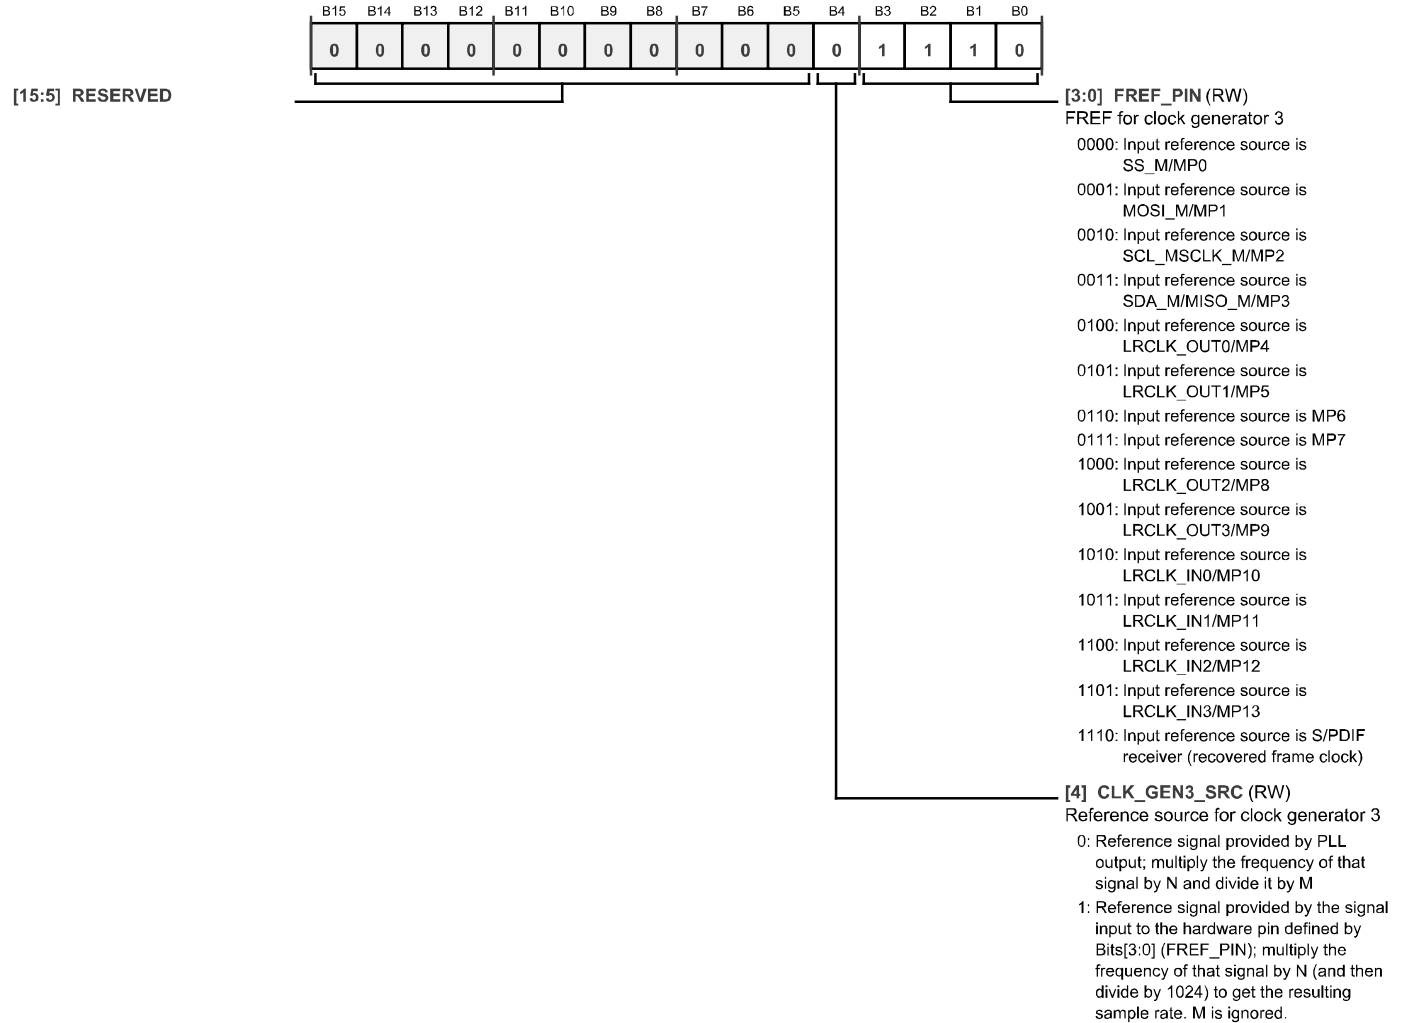 B15 B14 B13 B12 B11 B10 B9 B8 B7 B6 B5 B4 B3 B2 B1 B0
0 0 0 0 0 0 0 0 0 0 0 0 1 1 1 0
[15:5] RESERVED
[3:0] FREF_PIN (RW)
FREF for clock generator 3
0000: Input reference source is
SS_M/MP0
0001: Input reference source is
MOSI_M/MP1
0010: Input reference source is
SCL_MSCLK_M/MP2
0011: Input reference source is
SDA_M/MISO_M/MP3
0100: Input reference source is
LRCLK_OUT0/MP4
0101: Input reference source is
LRCLK_OUT1/MP5
0110: Input reference source is MP6
0111: Input reference source is MP7
1000: Input reference source is
LRCLK_OUT2/MP8
1001: Input reference source is
LRCLK_OUT3/MP9
1010: Input reference source is
LRCLK_IN0/MP10
1011: Input reference source is
LRCLK_IN1/MP11
1100: Input reference source is
LRCLK_IN2/MP12
1101: Input reference source is
LRCLK_IN3/MP13
1110: Input reference source is S/PDIF
receiver (recovered frame clock)
[4] CLK_GEN3_SRC (RW)
Reference source for clock generator 3
0: Reference signal provided by PLL
output; multiply the frequency of that
signal by N and divide it by M
1: Reference signal provided by the signal
input to the hardware pin defined by
Bits[3:0] (FREF_PIN); multiply the
frequency of that signal by N (and then
divide by 1024) to get the resulting
sample rate. M is ignored.